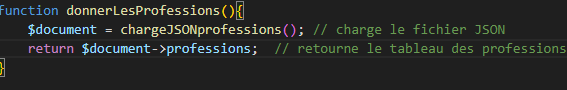 function donnerLesProfessions(){
$document = chargeJSONprofessions(); // charge le fichier JSON
return $document->professions;  // retourne le tableau des professions
}